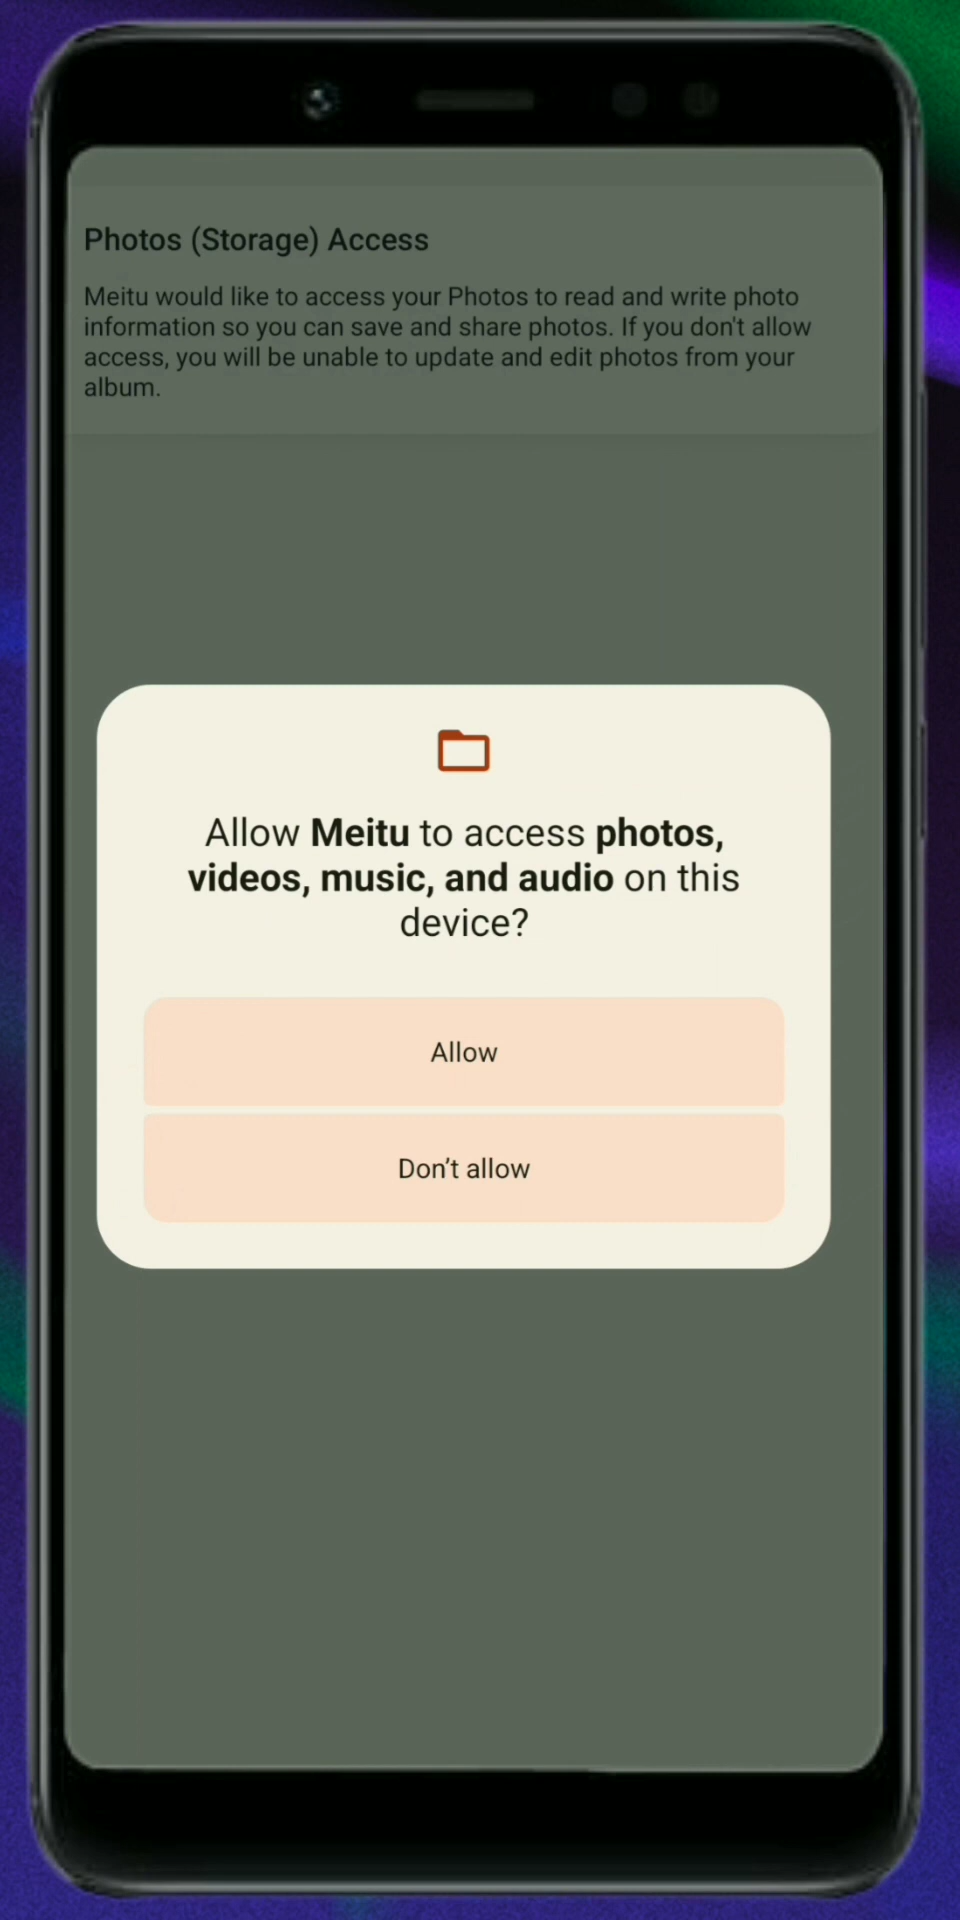 Photos (Storage) Access
Meitu would like to access your Photos to read and write photo
information so you can save and share photos. If you don't allow
access, you will be unable to update and edit photos from your
album.
Allow Meitu to access photos,
videos, music, and audio on this
device?
Allow
Don’t allow